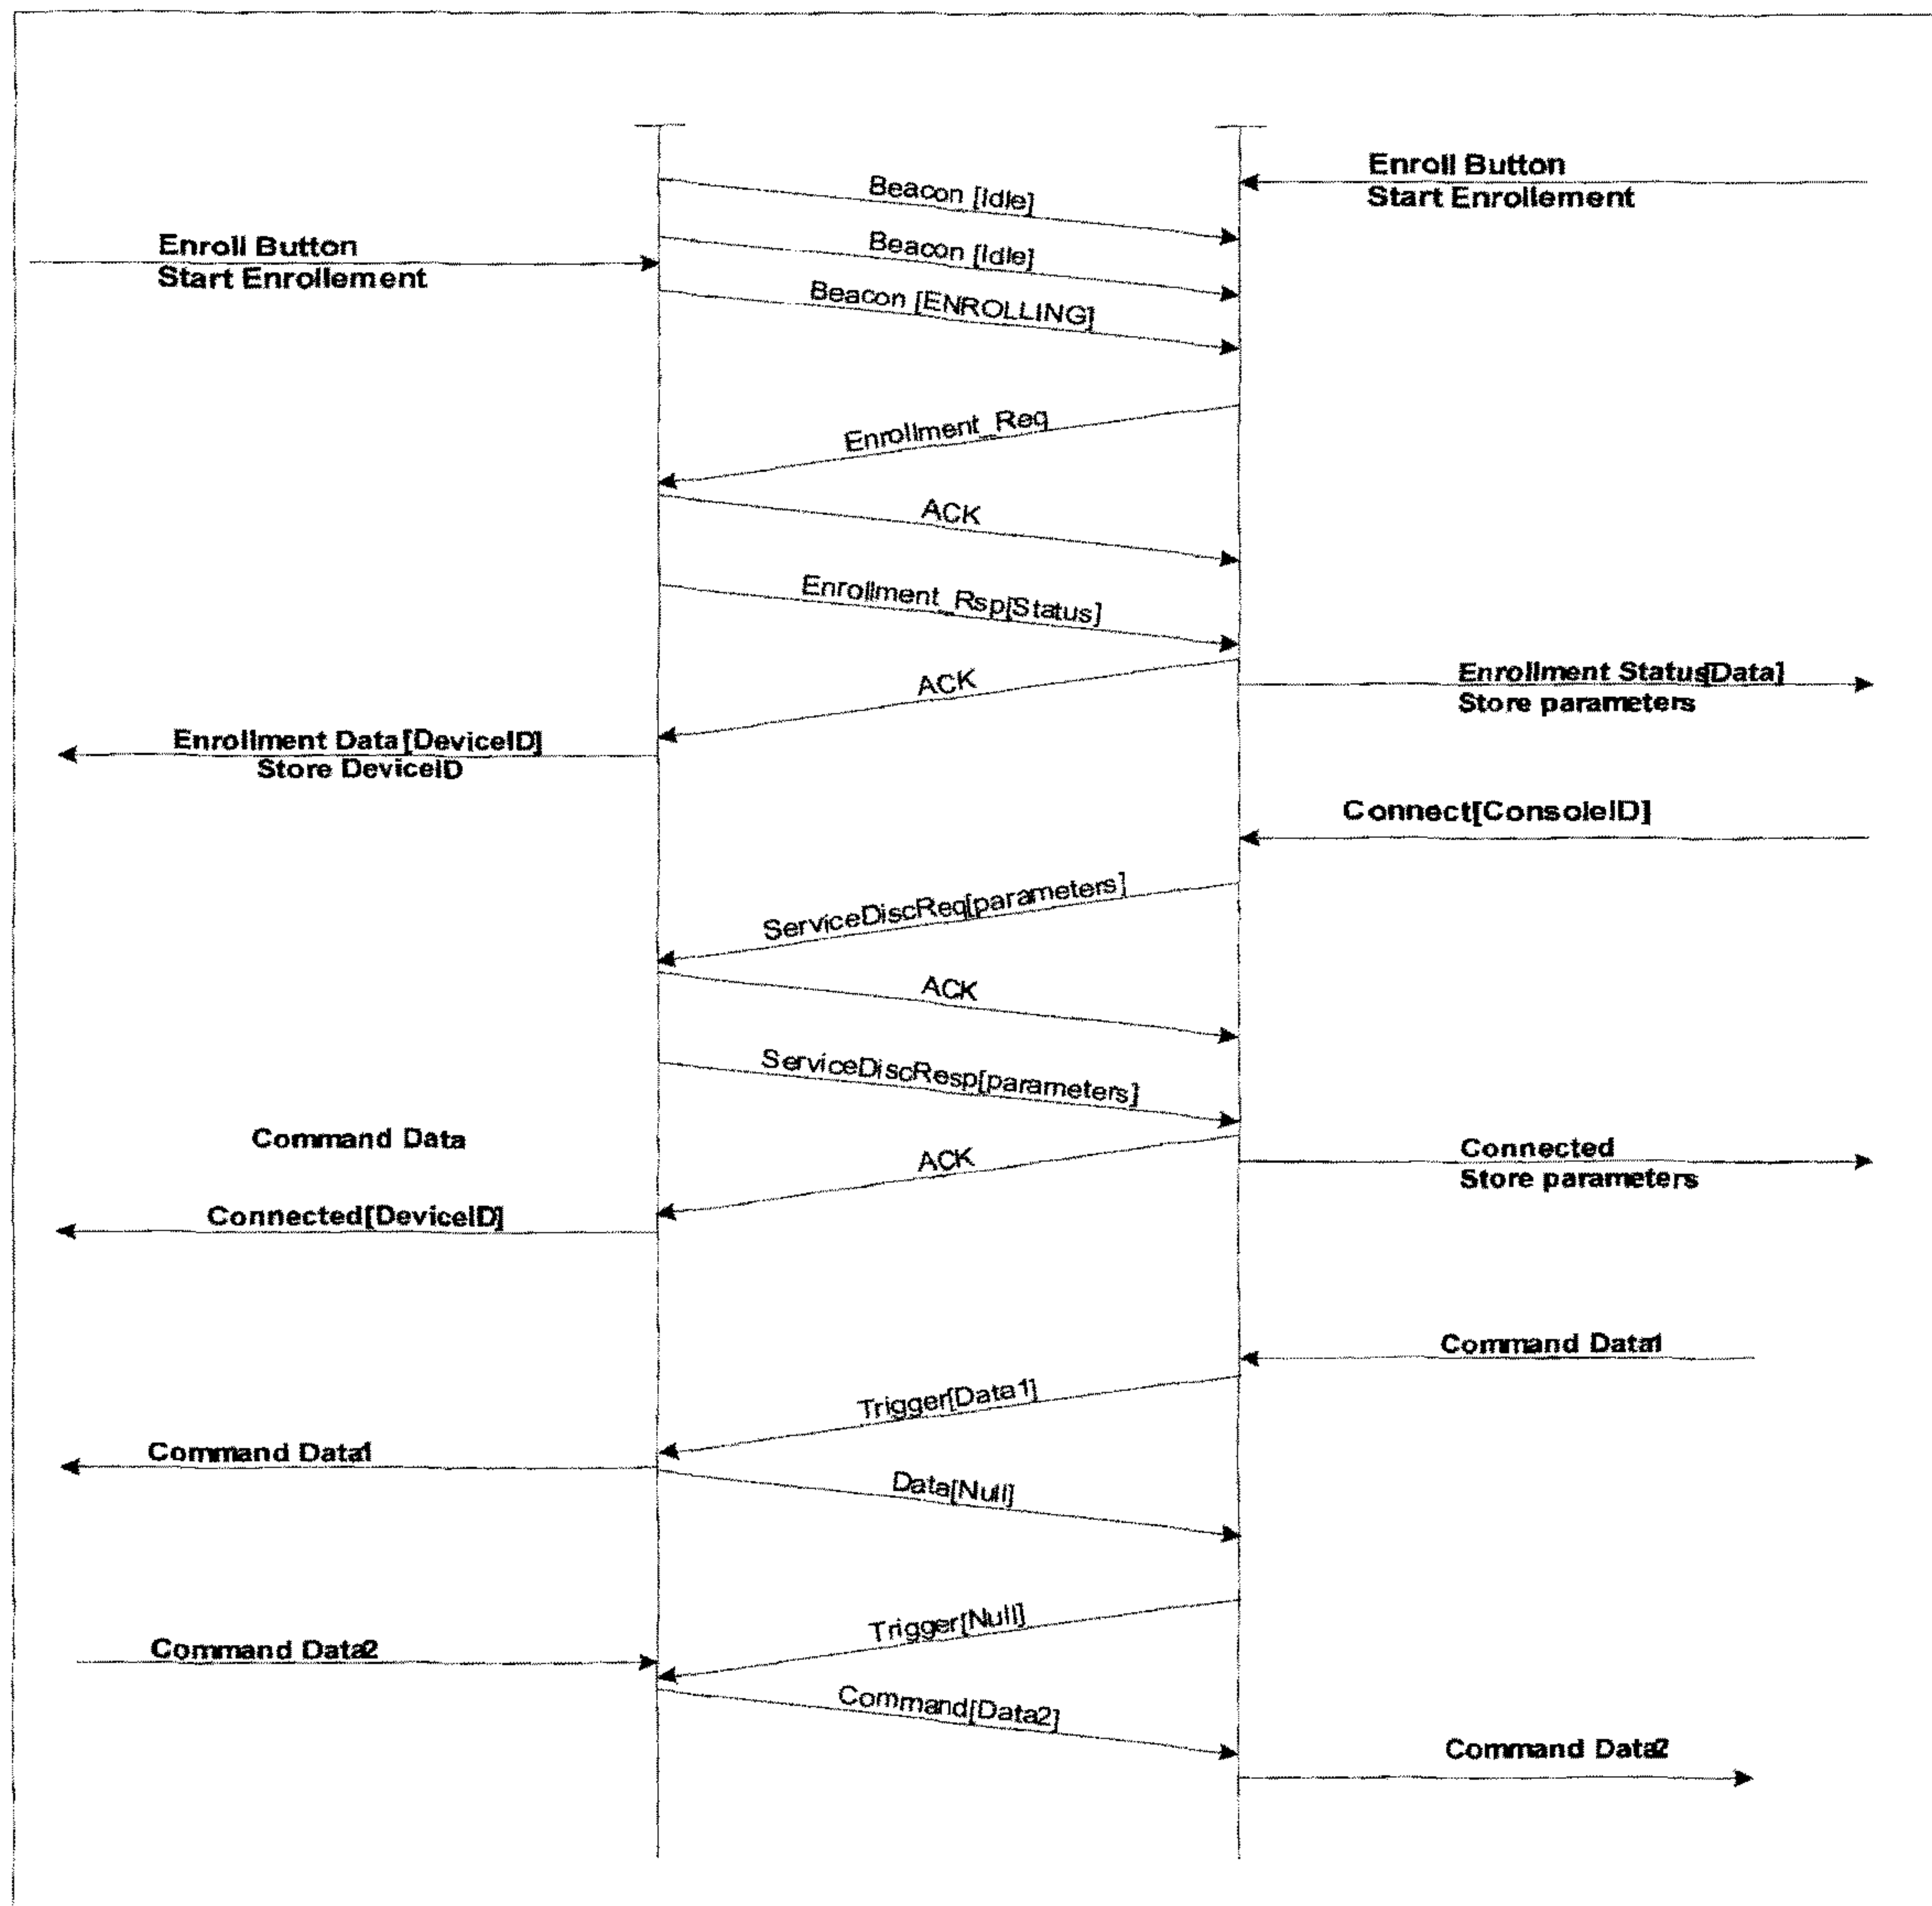 Enroll Button
Start Enrollement
Beacon [Idle]
Enroll Button
Start Enrollement
Beacon [Idle]
Beacon [ENROLLING]
Enrollment_Req
ACK
Enrollment_Rsp[Status]
ACK
Enrollment Status[Data]
Store parameters
Enrollment Data[DeviceID]
Store DeviceID
Connect[ConsoleID]
ServiceDiscReq[parameters]
ACK
ServiceDiscResp[parameters]
Command Data
ACK
Connected
Store parameters
Connected[DeviceID]
Command Data1
Trigger[Data1]
Command Data1
Data[Null]
Trigger[Null]
Command Data2
Command[Data2]
Command Data2